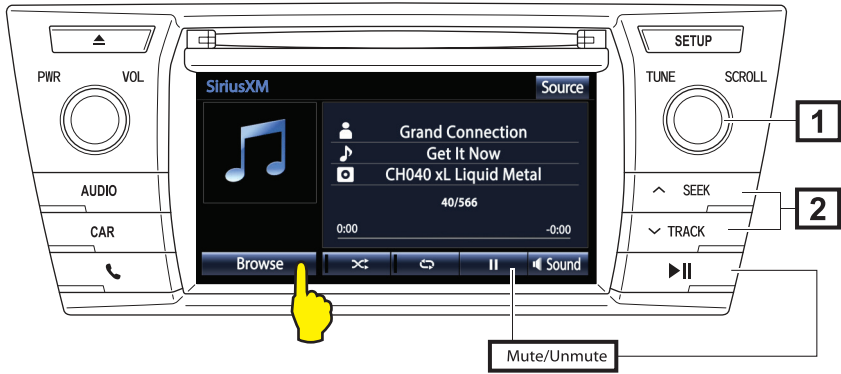 SETUP
PWR VOL
TUNE SCROLL
SiriusXM
Source
Grand Connection
Get It Now
CH040 xL Liquid Metal
40/566
0:00
-0:00
1
AUDIO
SEEK
2
CAR
TRACK
Browse
Sound
Mute/Unmute